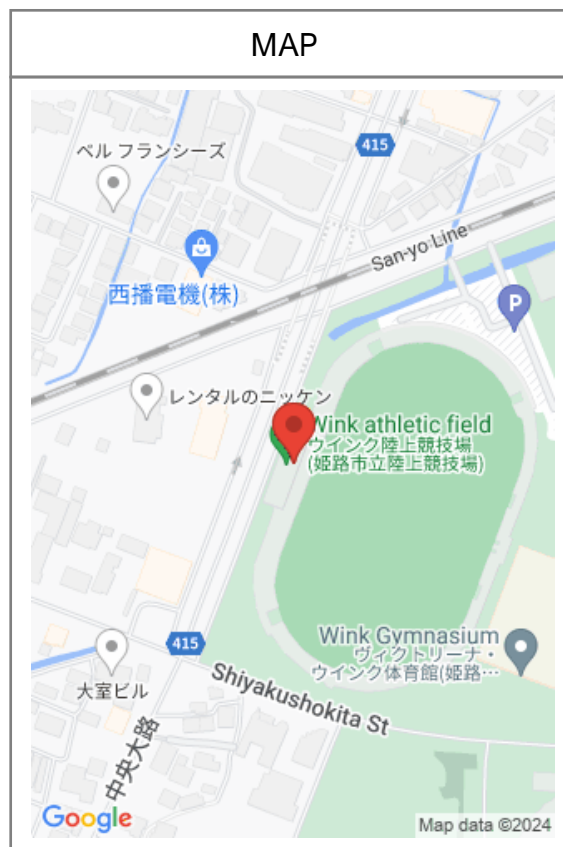 MAP
415
ベル フランシーズ
San-yo Line
西播電機(株)
P
レンタルのニッケン
Wink athletic field
ウインク陸上競技場
(姫路市立陸上競技場)
415
Wink Gymnasium
ヴィクトリーナ・
ウインク体育館(姫路…
大室ビル
Shiyakushokita St
中央大路
Google
Map data ©2024